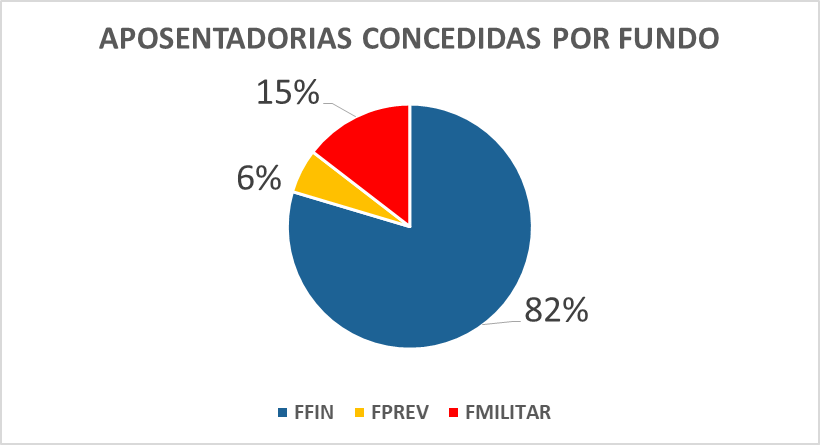 APOSENTADORIAS CONCEDIDAS POR FUNDO
15%
6%
82%
FFIN FPREV FMILITAR